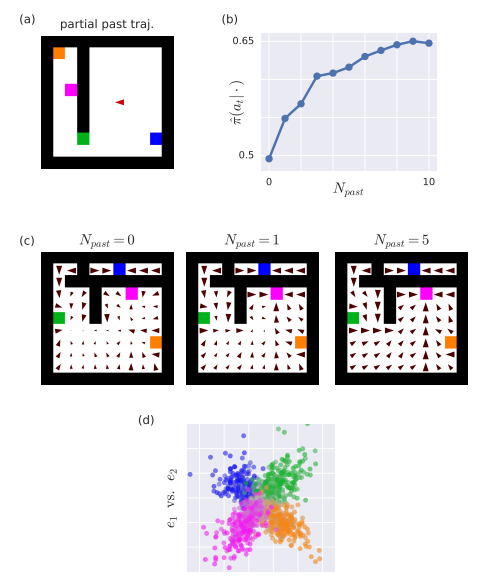 (a)
partial past traj.
(b)
0.65
0.5
π̂(a_t| · )
0
10
N_past
(c)
N_past = 0
N_past = 1
N_past = 5
(d)
e_1 vs. e_2